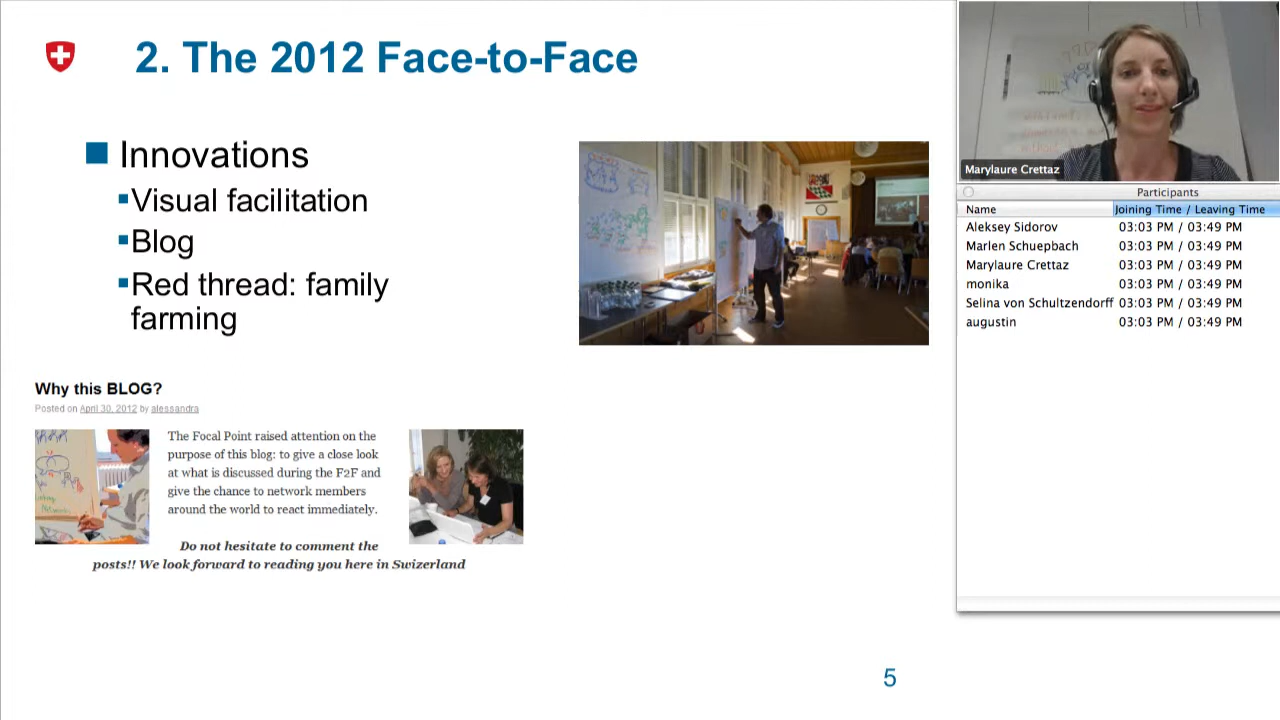 2. The 2012 Face-to-Face
Innovations
Visual facilitation
Blog
Red thread: family
farming
Why this BLOG?
Posted on April 30, 2012 by alessandra
The Focal Point raised attention on the
purpose of this blog: to give a close look
at what is discussed during the F2F and
give the chance to network members
around the world to react immediately.
Do not hesitate to comment the
posts!! We look forward to reading you here in Swizerland
5
Marylaure Crettaz
Participants
Name Joining Time / Leaving Time
Aleksey Sidorov 03:03 PM / 03:49 PM
Marlen Schuepbach 03:03 PM / 03:49 PM
Marylaure Crettaz 03:03 PM / 03:49 PM
monika 03:03 PM / 03:49 PM
Selina von Schultzendorff 03:03 PM / 03:49 PM
augustin 03:03 PM / 03:49 PM